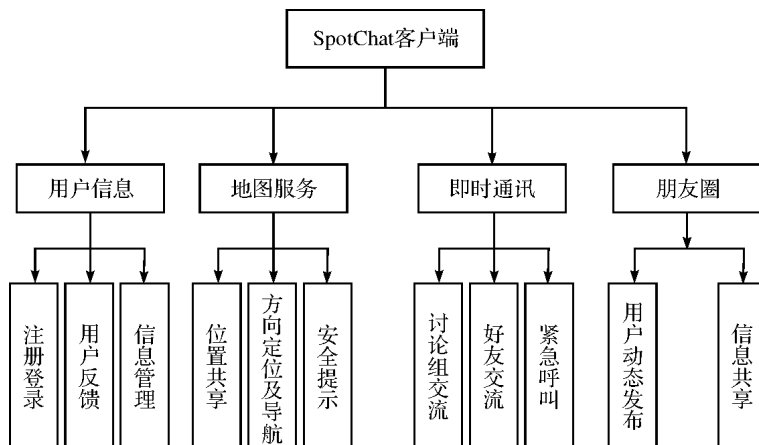 SpotChat客户端
用户信息
地图服务
即时通讯
朋友圈
注册登录
用户反馈
信息管理
位置共享
方向定位及导航
安全提示
讨论组交流
好友交流
紧急呼叫
用户动态发布
信息共享